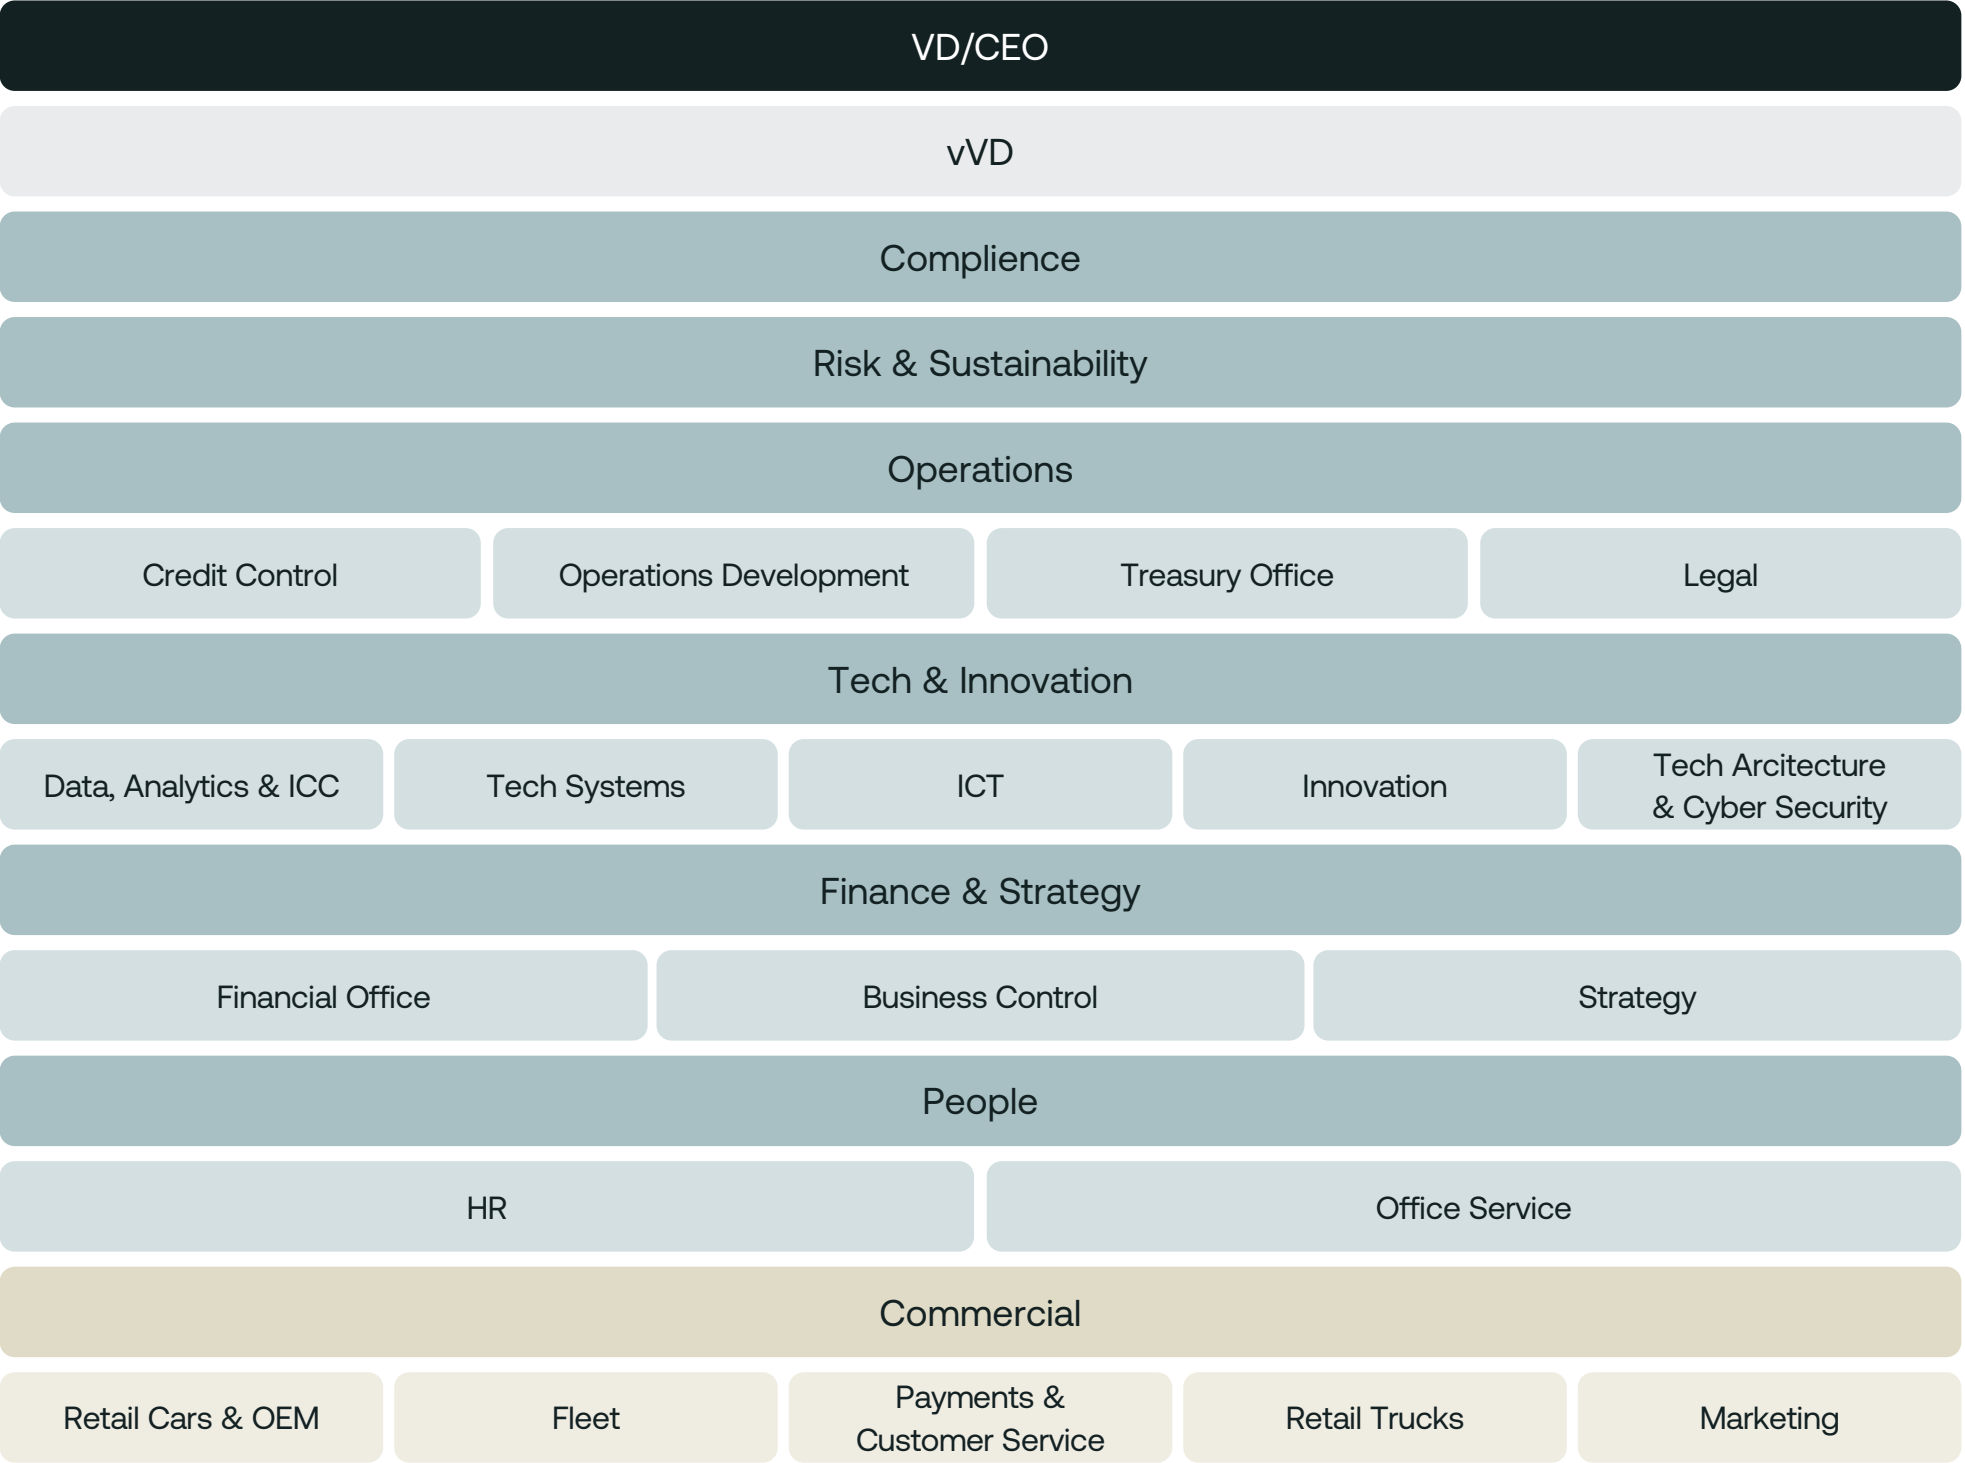 VD/CEO
vVD
Complience
Risk & Sustainability
Operations
Credit Control
Operations Development
Treasury Office
Legal
Tech & Innovation
Data, Analytics & ICC
Tech Systems
ICT
Innovation
Tech Arcitecture
& Cyber Security
Finance & Strategy
Financial Office
Business Control
Strategy
People
HR
Office Service
Commercial
Retail Cars & OEM
Fleet
Payments &
Customer Service
Retail Trucks
Marketing